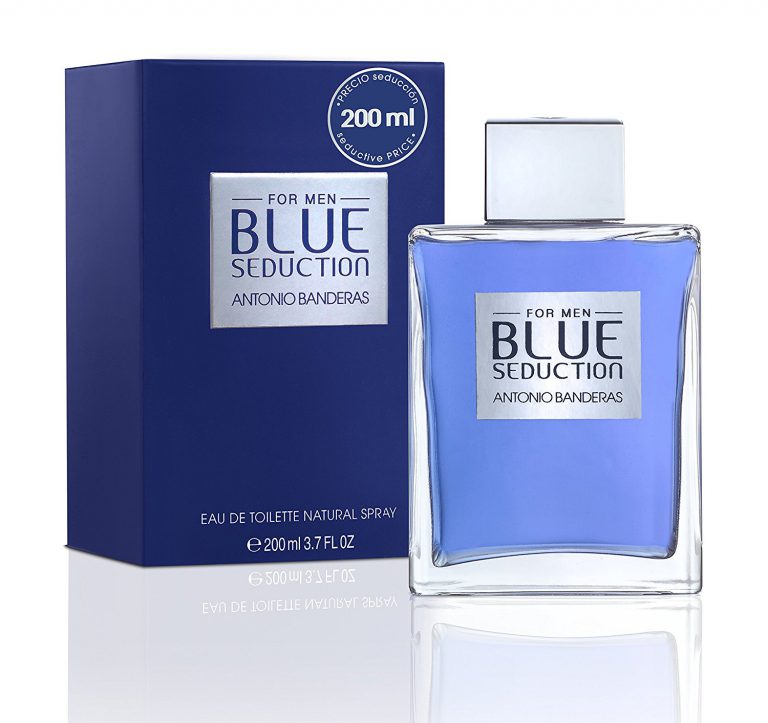 • PRECIO seducción •
200 ml
seductive PRICE
FOR MEN
BLUE
SEDUCTION
ANTONIO BANDERAS
EAU DE TOILETTE NATURAL SPRAY
℮ 200 ml 3.7 FL OZ
FOR MEN
BLUE
SEDUCTION
ANTONIO BANDERAS